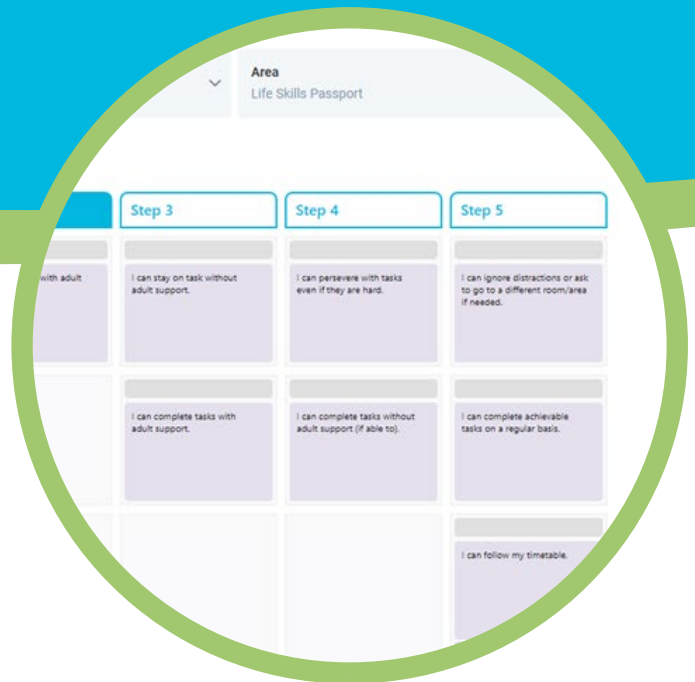 Area
Life Skills Passport
Step 3
Step 4
Step 5
with adult
I can stay on task without
adult support.
I can persevere with tasks
even if they are hard.
I can ignore distractions or ask
to go to a different room/area
if needed.
I can complete tasks with
adult support.
I can complete tasks without
adult support (if able to).
I can complete achievable
tasks on a regular basis.
I can follow my timetable.